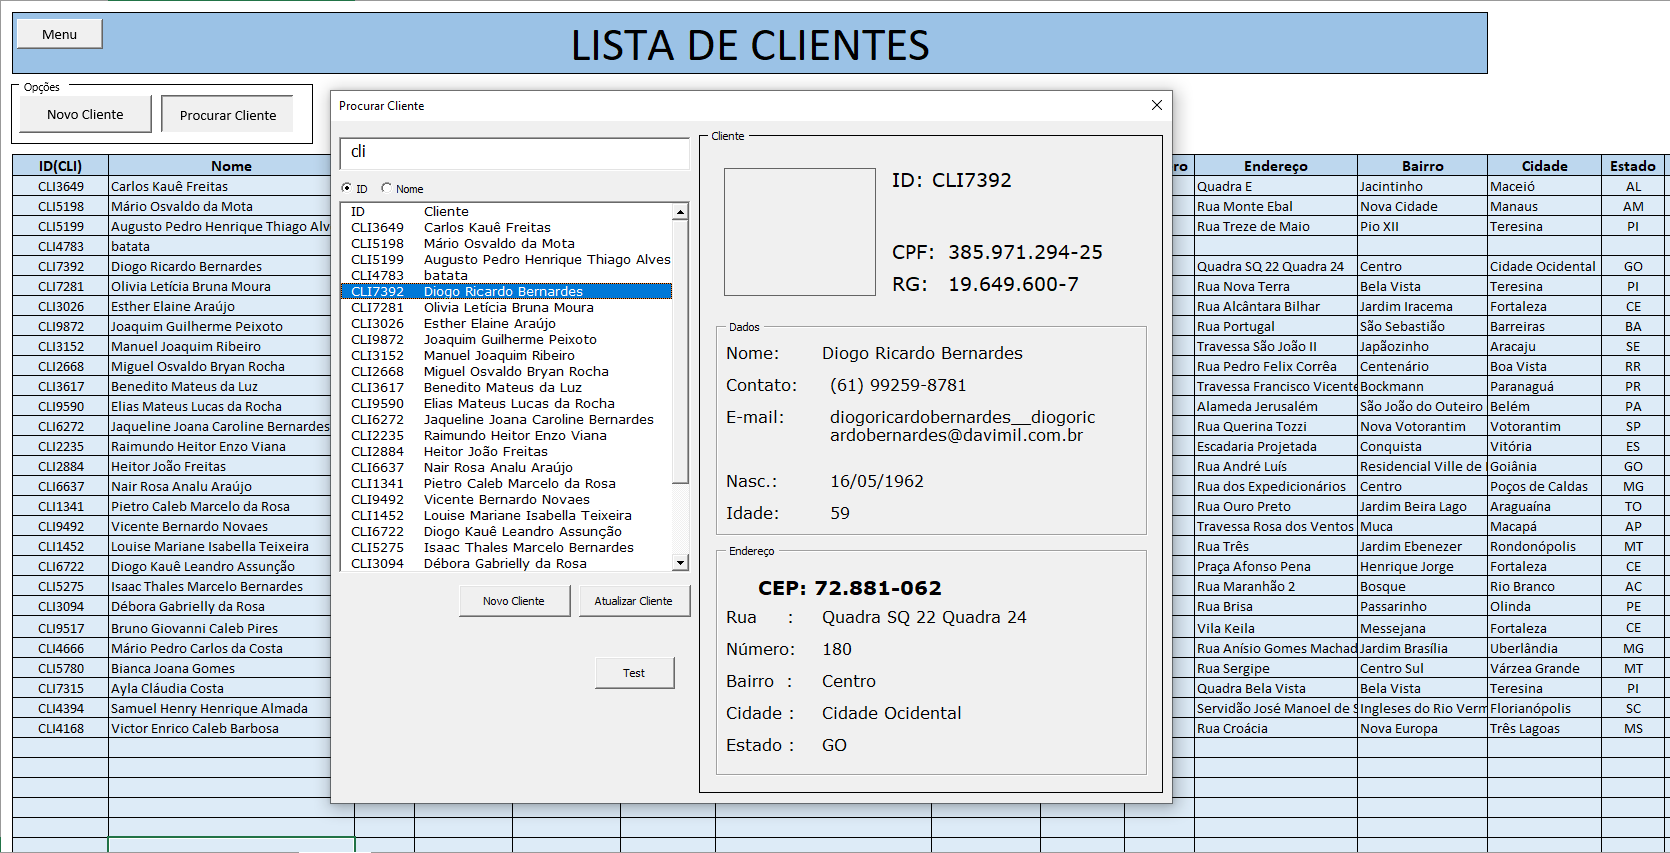 Menu
LISTA DE CLIENTES
Opções
Novo Cliente
Procurar Cliente
Procurar Cliente
cli
ID
Nome
ID Cliente
CLI3649 Carlos Kauê Freitas
CLI5198 Mário Osvaldo da Mota
CLI5199 Augusto Pedro Henrique Thiago Alves
CLI4783 batata
CLI7392 Diogo Ricardo Bernardes
CLI7281 Olivia Letícia Bruna Moura
CLI3026 Esther Elaine Araújo
CLI9872 Joaquim Guilherme Peixoto
CLI3152 Manuel Joaquim Ribeiro
CLI2668 Miguel Osvaldo Bryan Rocha
CLI3617 Benedito Mateus da Luz
CLI9590 Elias Mateus Lucas da Rocha
CLI6272 Jaqueline Joana Caroline Bernardes
CLI2235 Raimundo Heitor Enzo Viana
CLI2884 Heitor João Freitas
CLI6637 Nair Rosa Analu Araújo
CLI1341 Pietro Caleb Marcelo da Rosa
CLI9492 Vicente Bernardo Novaes
CLI1452 Louise Mariane Isabella Teixeira
CLI6722 Diogo Kauê Leandro Assunção
CLI5275 Isaac Thales Marcelo Bernardes
CLI3094 Débora Gabrielly da Rosa
Novo Cliente
Atualizar Cliente
Test
Cliente
ID: CLI7392
CPF: 385.971.294-25
RG: 19.649.600-7
Dados
Nome: Diogo Ricardo Bernardes
Contato: (61) 99259-8781
E-mail: diogoricardobernardes__diogoric
ardobernardes@davimil.com.br
Nasc.: 16/05/1962
Idade: 59
Endereço
CEP: 72.881-062
Rua : Quadra SQ 22 Quadra 24
Número: 180
Bairro : Centro
Cidade : Cidade Ocidental
Estado : GO
ID(CLI) Nome ro Endereço Bairro Cidade Estado
CLI3649 Carlos Kauê Freitas Quadra E Jacintinho Maceió AL
CLI5198 Mário Osvaldo da Mota Rua Monte Ebal Nova Cidade Manaus AM
CLI5199 Augusto Pedro Henrique Thiago Alv Rua Treze de Maio Pio XII Teresina PI
CLI4783 batata
CLI7392 Diogo Ricardo Bernardes Quadra SQ 22 Quadra 24 Centro Cidade Ocidental GO
CLI7281 Olivia Letícia Bruna Moura Rua Nova Terra Bela Vista Teresina PI
CLI3026 Esther Elaine Araújo Rua Alcântara Bilhar Jardim Iracema Fortaleza CE
CLI9872 Joaquim Guilherme Peixoto Rua Portugal São Sebastião Barreiras BA
CLI3152 Manuel Joaquim Ribeiro Travessa São João II Japãozinho Aracaju SE
CLI2668 Miguel Osvaldo Bryan Rocha Rua Pedro Felix Corrêa Centenário Boa Vista RR
CLI3617 Benedito Mateus da Luz Travessa Francisco Vicente Bockmann Paranaguá PR
CLI9590 Elias Mateus Lucas da Rocha Alameda Jerusalém São João do Outeiro Belém PA
CLI6272 Jaqueline Joana Caroline Bernardes Rua Querina Tozzi Nova Votorantim Votorantim SP
CLI2235 Raimundo Heitor Enzo Viana Escadaria Projetada Conquista Vitória ES
CLI2884 Heitor João Freitas Rua André Luís Residencial Ville de Goiânia GO
CLI6637 Nair Rosa Analu Araújo Rua dos Expedicionários Centro Poços de Caldas MG
CLI1341 Pietro Caleb Marcelo da Rosa Rua Ouro Preto Jardim Beira Lago Araguaína TO
CLI9492 Vicente Bernardo Novaes Travessa Rosa dos Ventos Muca Macapá AP
CLI1452 Louise Mariane Isabella Teixeira Rua Três Jardim Ebenezer Rondonópolis MT
CLI6722 Diogo Kauê Leandro Assunção Praça Afonso Pena Henrique Jorge Fortaleza CE
CLI5275 Isaac Thales Marcelo Bernardes Rua Maranhão 2 Bosque Rio Branco AC
CLI3094 Débora Gabrielly da Rosa Rua Brisa Passarinho Olinda PE
CLI9517 Bruno Giovanni Caleb Pires Vila Keila Messejana Fortaleza CE
CLI4666 Mário Pedro Carlos da Costa Rua Anísio Gomes Machad Jardim Brasília Uberlândia MG
CLI5780 Bianca Joana Gomes Rua Sergipe Centro Sul Várzea Grande MT
CLI7315 Ayla Cláudia Costa Quadra Bela Vista Bela Vista Teresina PI
CLI4394 Samuel Henry Henrique Almada Servidão José Manoel de S Ingleses do Rio Verm Florianópolis SC
CLI4168 Victor Enrico Caleb Barbosa Rua Croácia Nova Europa Três Lagoas MS